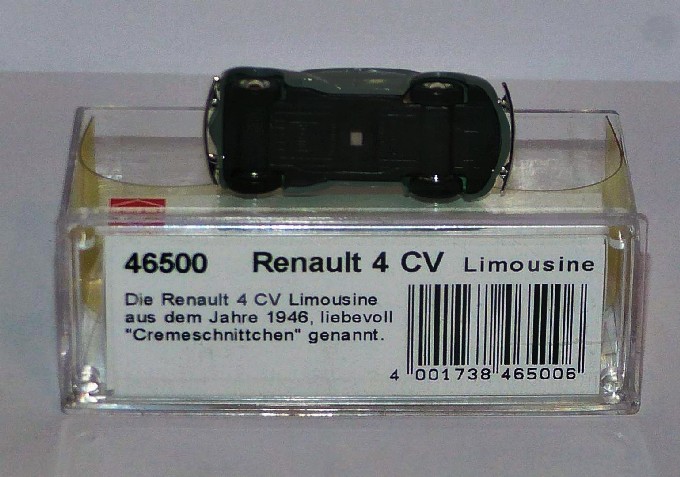 46500 Renault 4 CV Limousine
Die Renault 4 CV Limousine
aus dem Jahre 1946, liebevoll
"Cremeschnittchen" genannt.
4 001738 465006